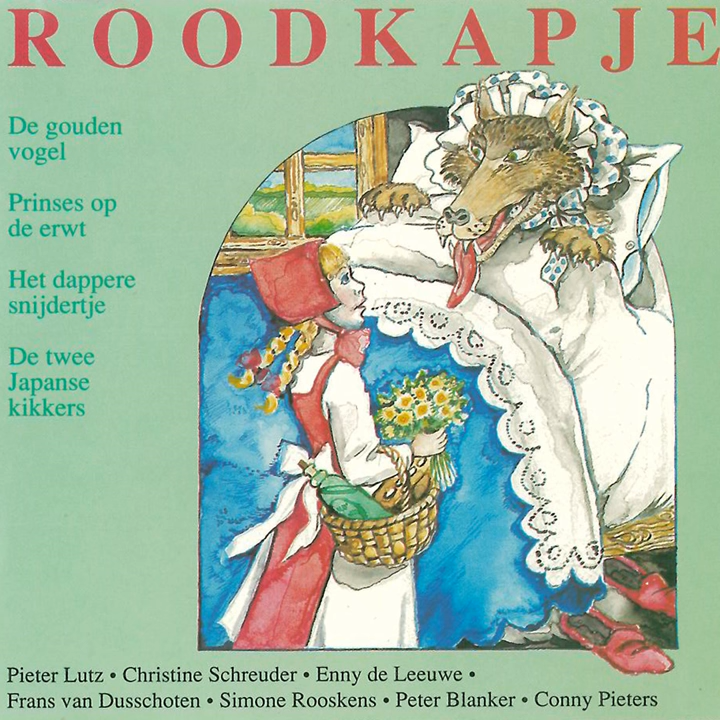 ROODKAPJE
De gouden
vogel
Prinses op
de erwt
Het dappere
snijdertje
De twee
Japanse
kikkers
Pieter Lutz • Christine Schreuder • Enny de Leeuwe •
Frans van Dusschoten • Simone Rooskens • Peter Blanker • Conny Pieters